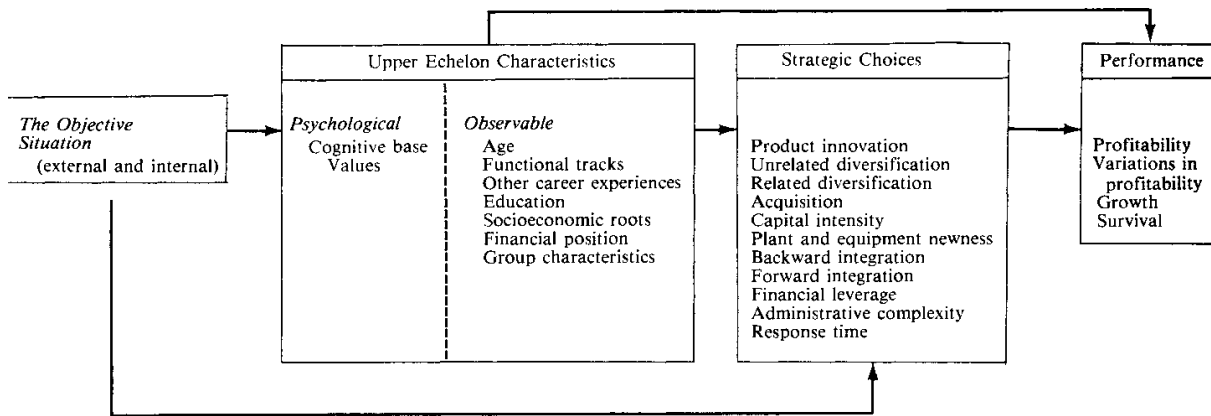 The Objective
Situation
(external and internal)
Upper Echelon Characteristics
Psychological
Cognitive base
Values
Observable
Age
Functional tracks
Other career experiences
Education
Socioeconomic roots
Financial position
Group characteristics
Strategic Choices
Product innovation
Unrelated diversification
Related diversification
Acquisition
Capital intensity
Plant and equipment newness
Backward integration
Forward integration
Financial leverage
Administrative complexity
Response time
Performance
Profitability
Variations in
profitability
Growth
Survival